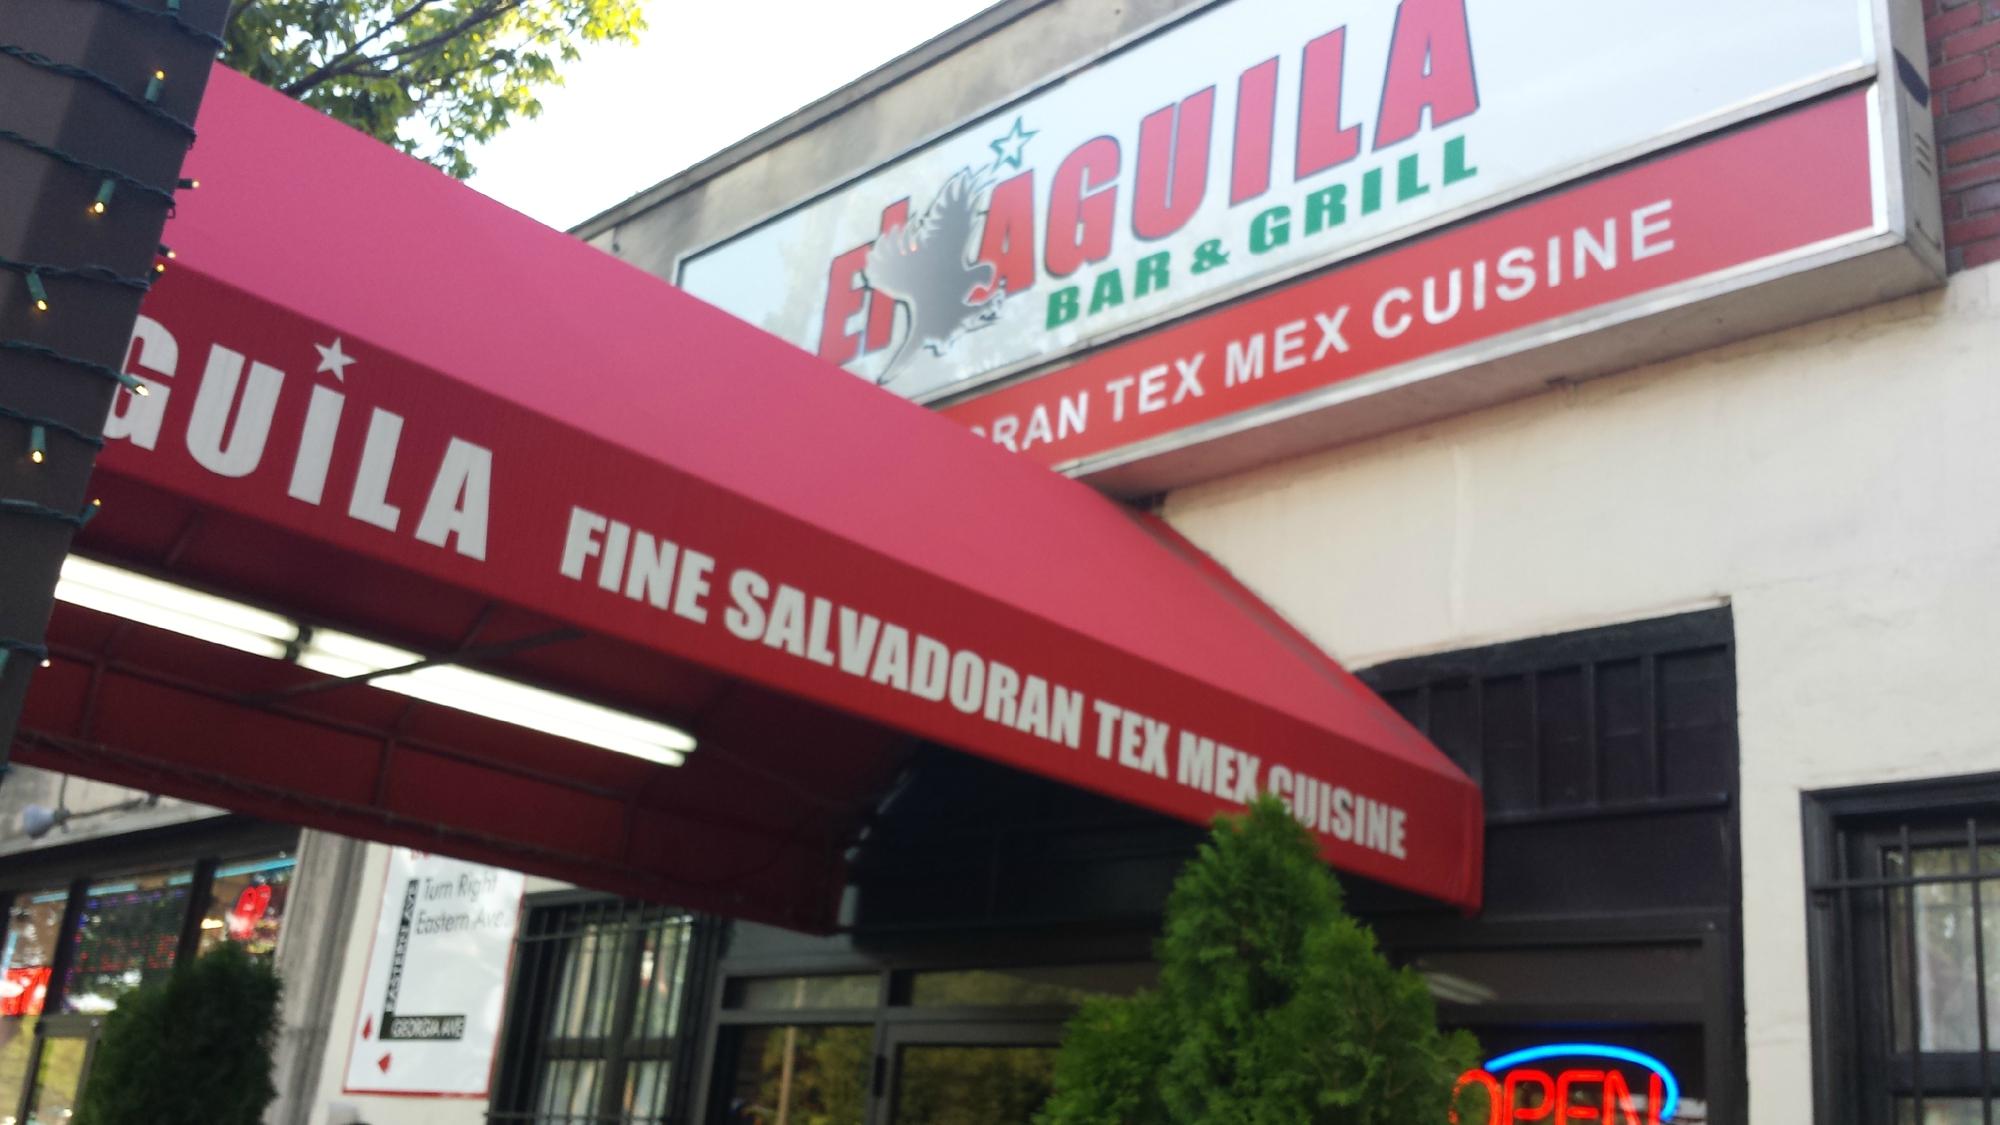 EL AGUILA
BAR & GRILL
ORAN TEX MEX CUISINE
GUILA FINE SALVADORAN TEX MEX CUISINE
Turn Right
Eastern Ave.
EASTERN AVE
GEORGIA AVE
OPEN